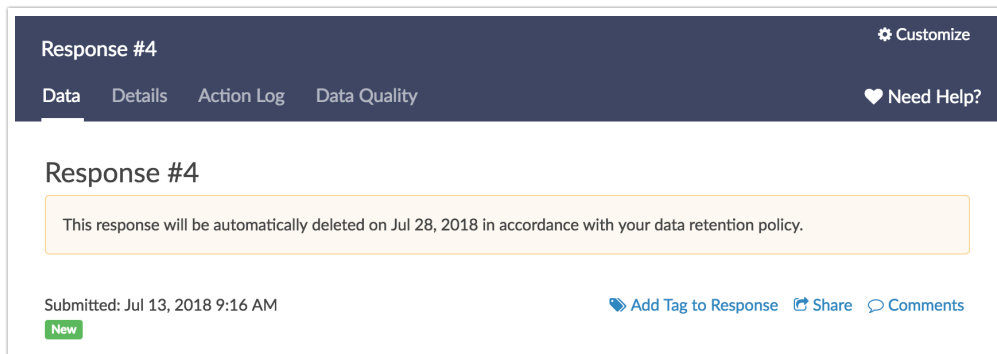 Response #4
Customize
Data Details Action Log Data Quality
Need Help?
Response #4
This response will be automatically deleted on Jul 28, 2018 in accordance with your data retention policy.
Submitted: Jul 13, 2018 9:16 AM
Add Tag to Response Share Comments
New